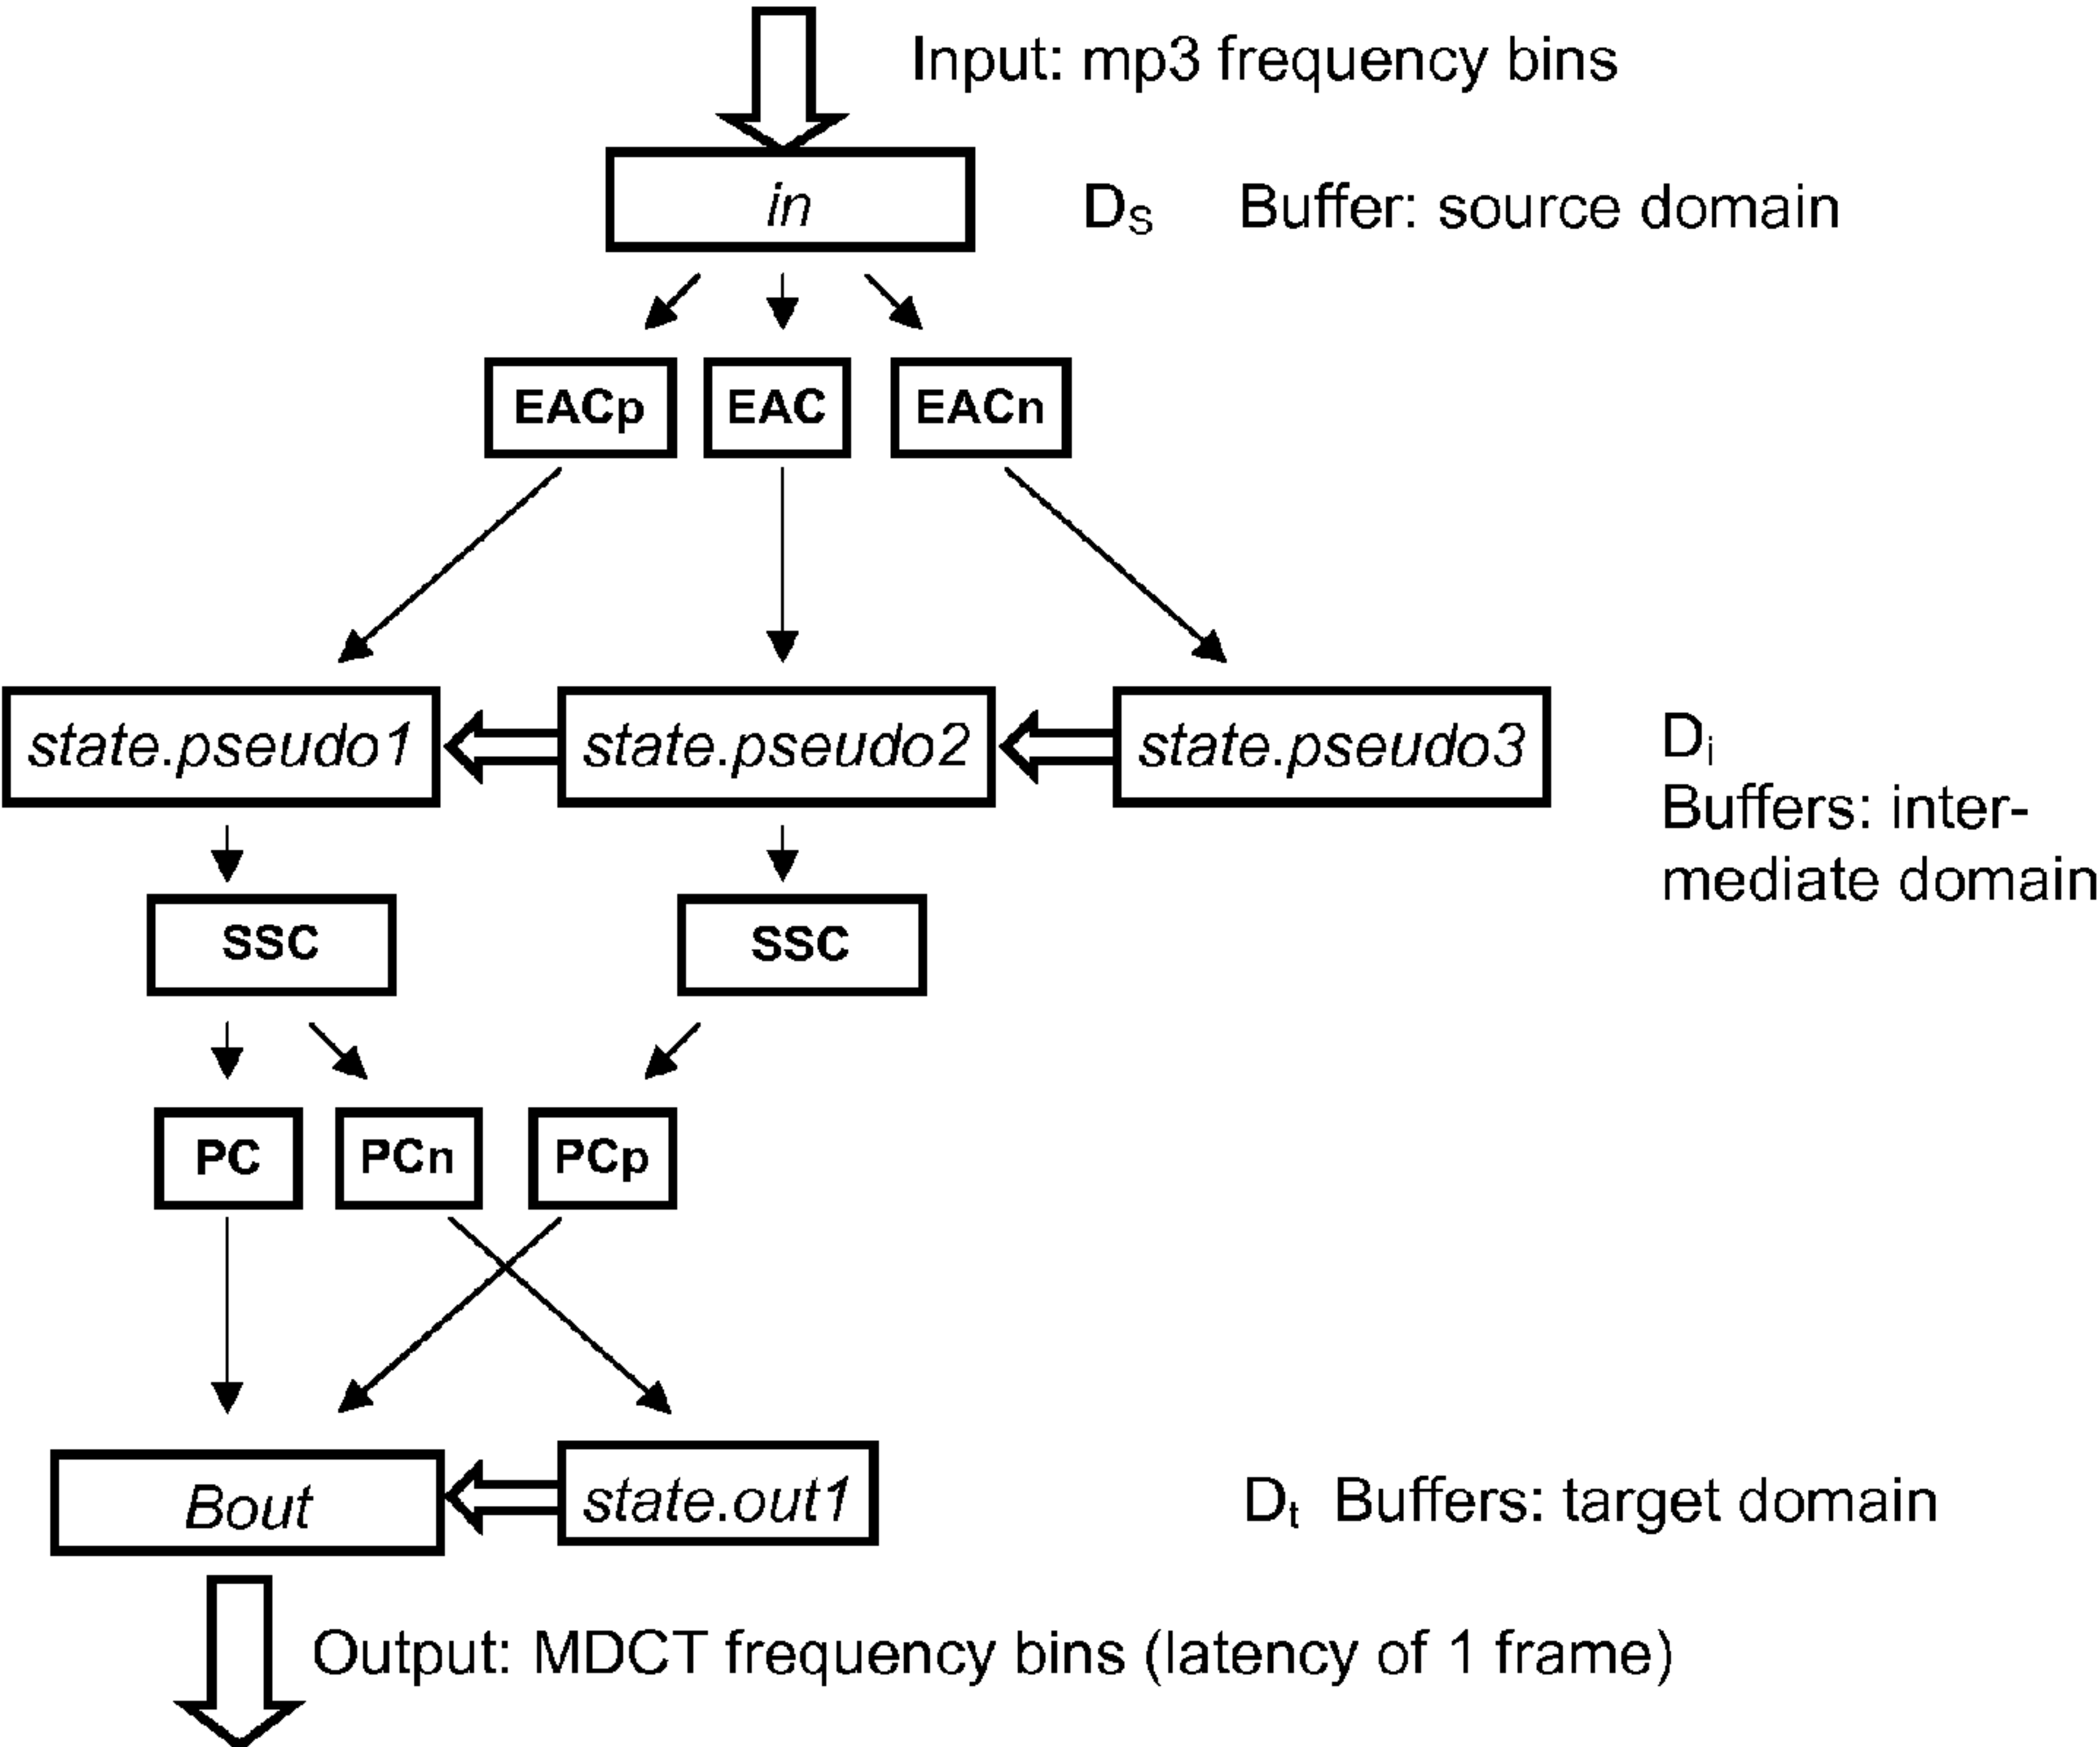 Input: mp3 frequency bins
in
DS Buffer: source domain
EACp EAC EACn
state.pseudo1 state.pseudo2 state.pseudo3
Di
Buffers: inter-
mediate domain
SSC SSC
PC PCn PCp
Bout state.out1
Dt Buffers: target domain
Output: MDCT frequency bins (latency of 1 frame)